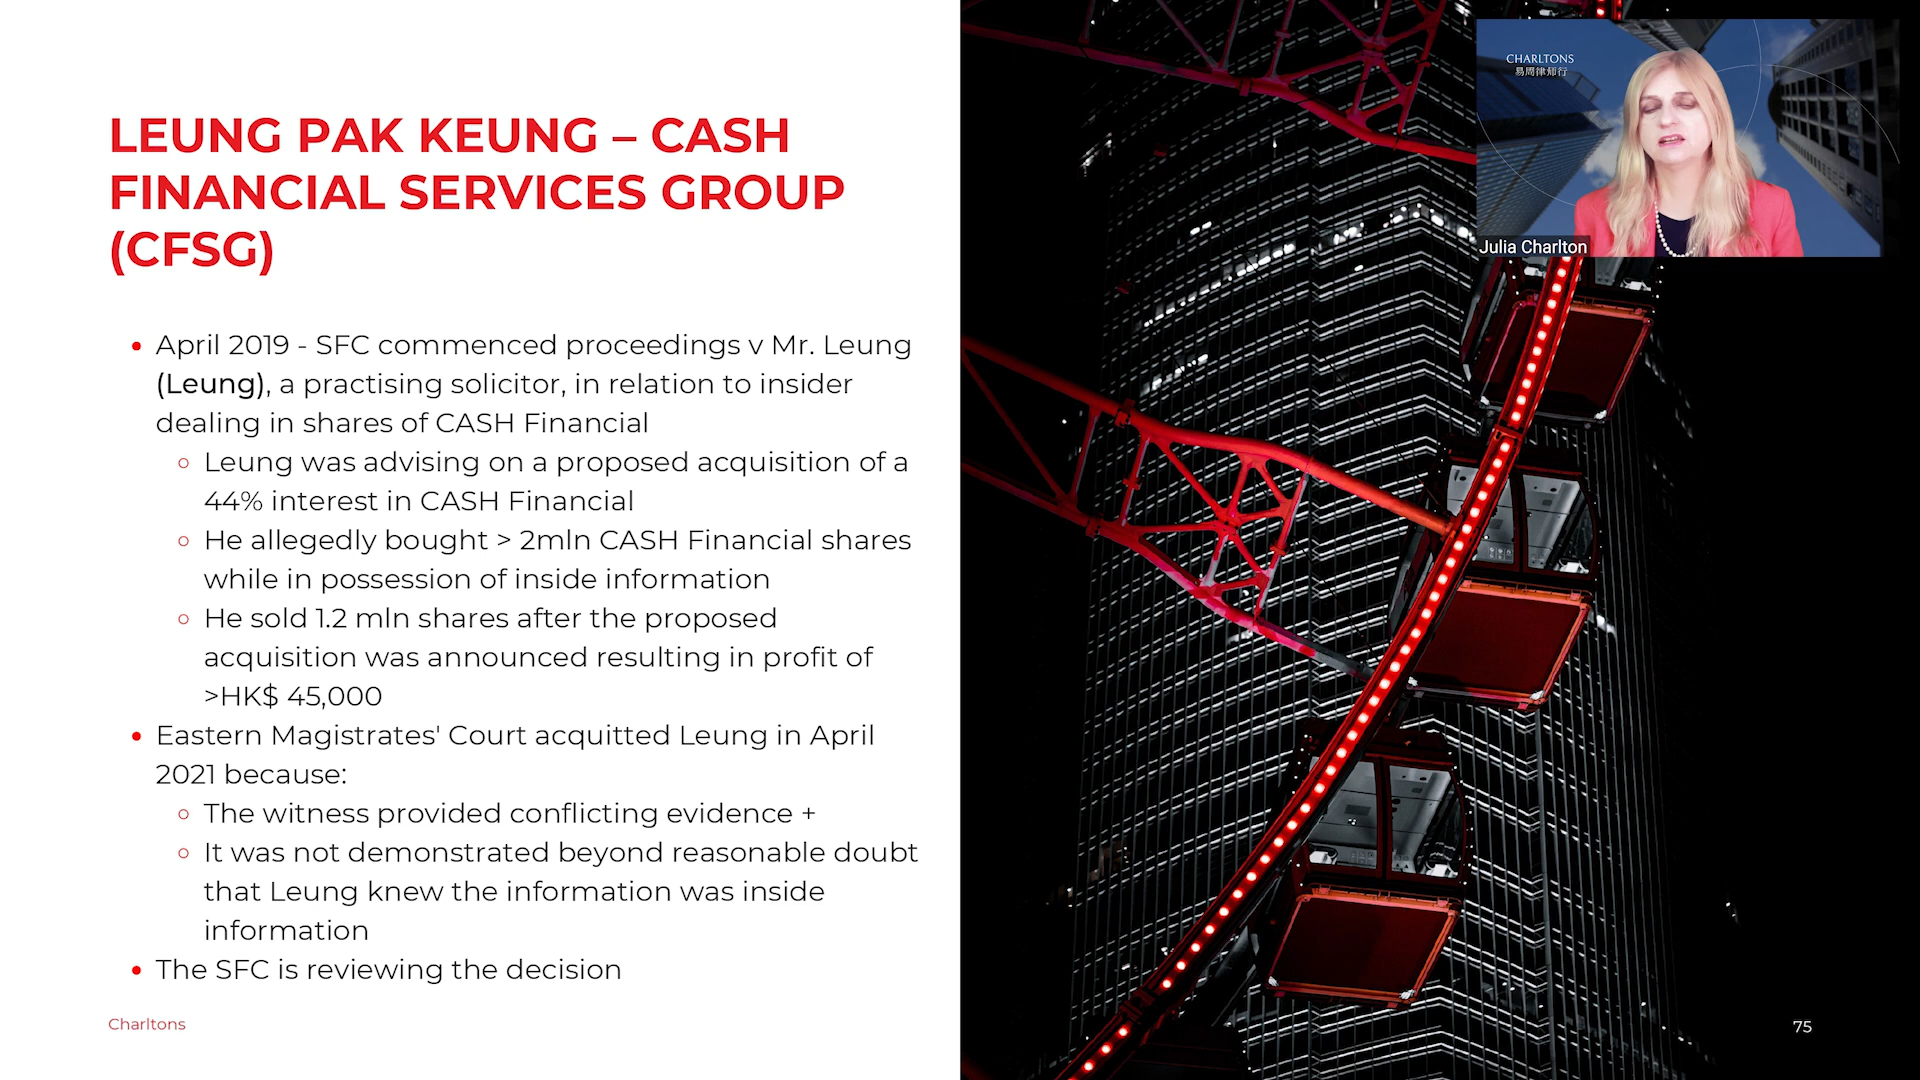 LEUNG PAK KEUNG – CASH
FINANCIAL SERVICES GROUP
(CFSG)
April 2019 - SFC commenced proceedings v Mr. Leung
(Leung), a practising solicitor, in relation to insider
dealing in shares of CASH Financial
Leung was advising on a proposed acquisition of a
44% interest in CASH Financial
He allegedly bought > 2mln CASH Financial shares
while in possession of inside information
He sold 1.2 mln shares after the proposed
acquisition was announced resulting in profit of
>HK$ 45,000
Eastern Magistrates' Court acquitted Leung in April
2021 because:
The witness provided conflicting evidence +
It was not demonstrated beyond reasonable doubt
that Leung knew the information was inside
information
The SFC is reviewing the decision
Charltons
CHARLTONS
易周律师行
Julia Charlton
75